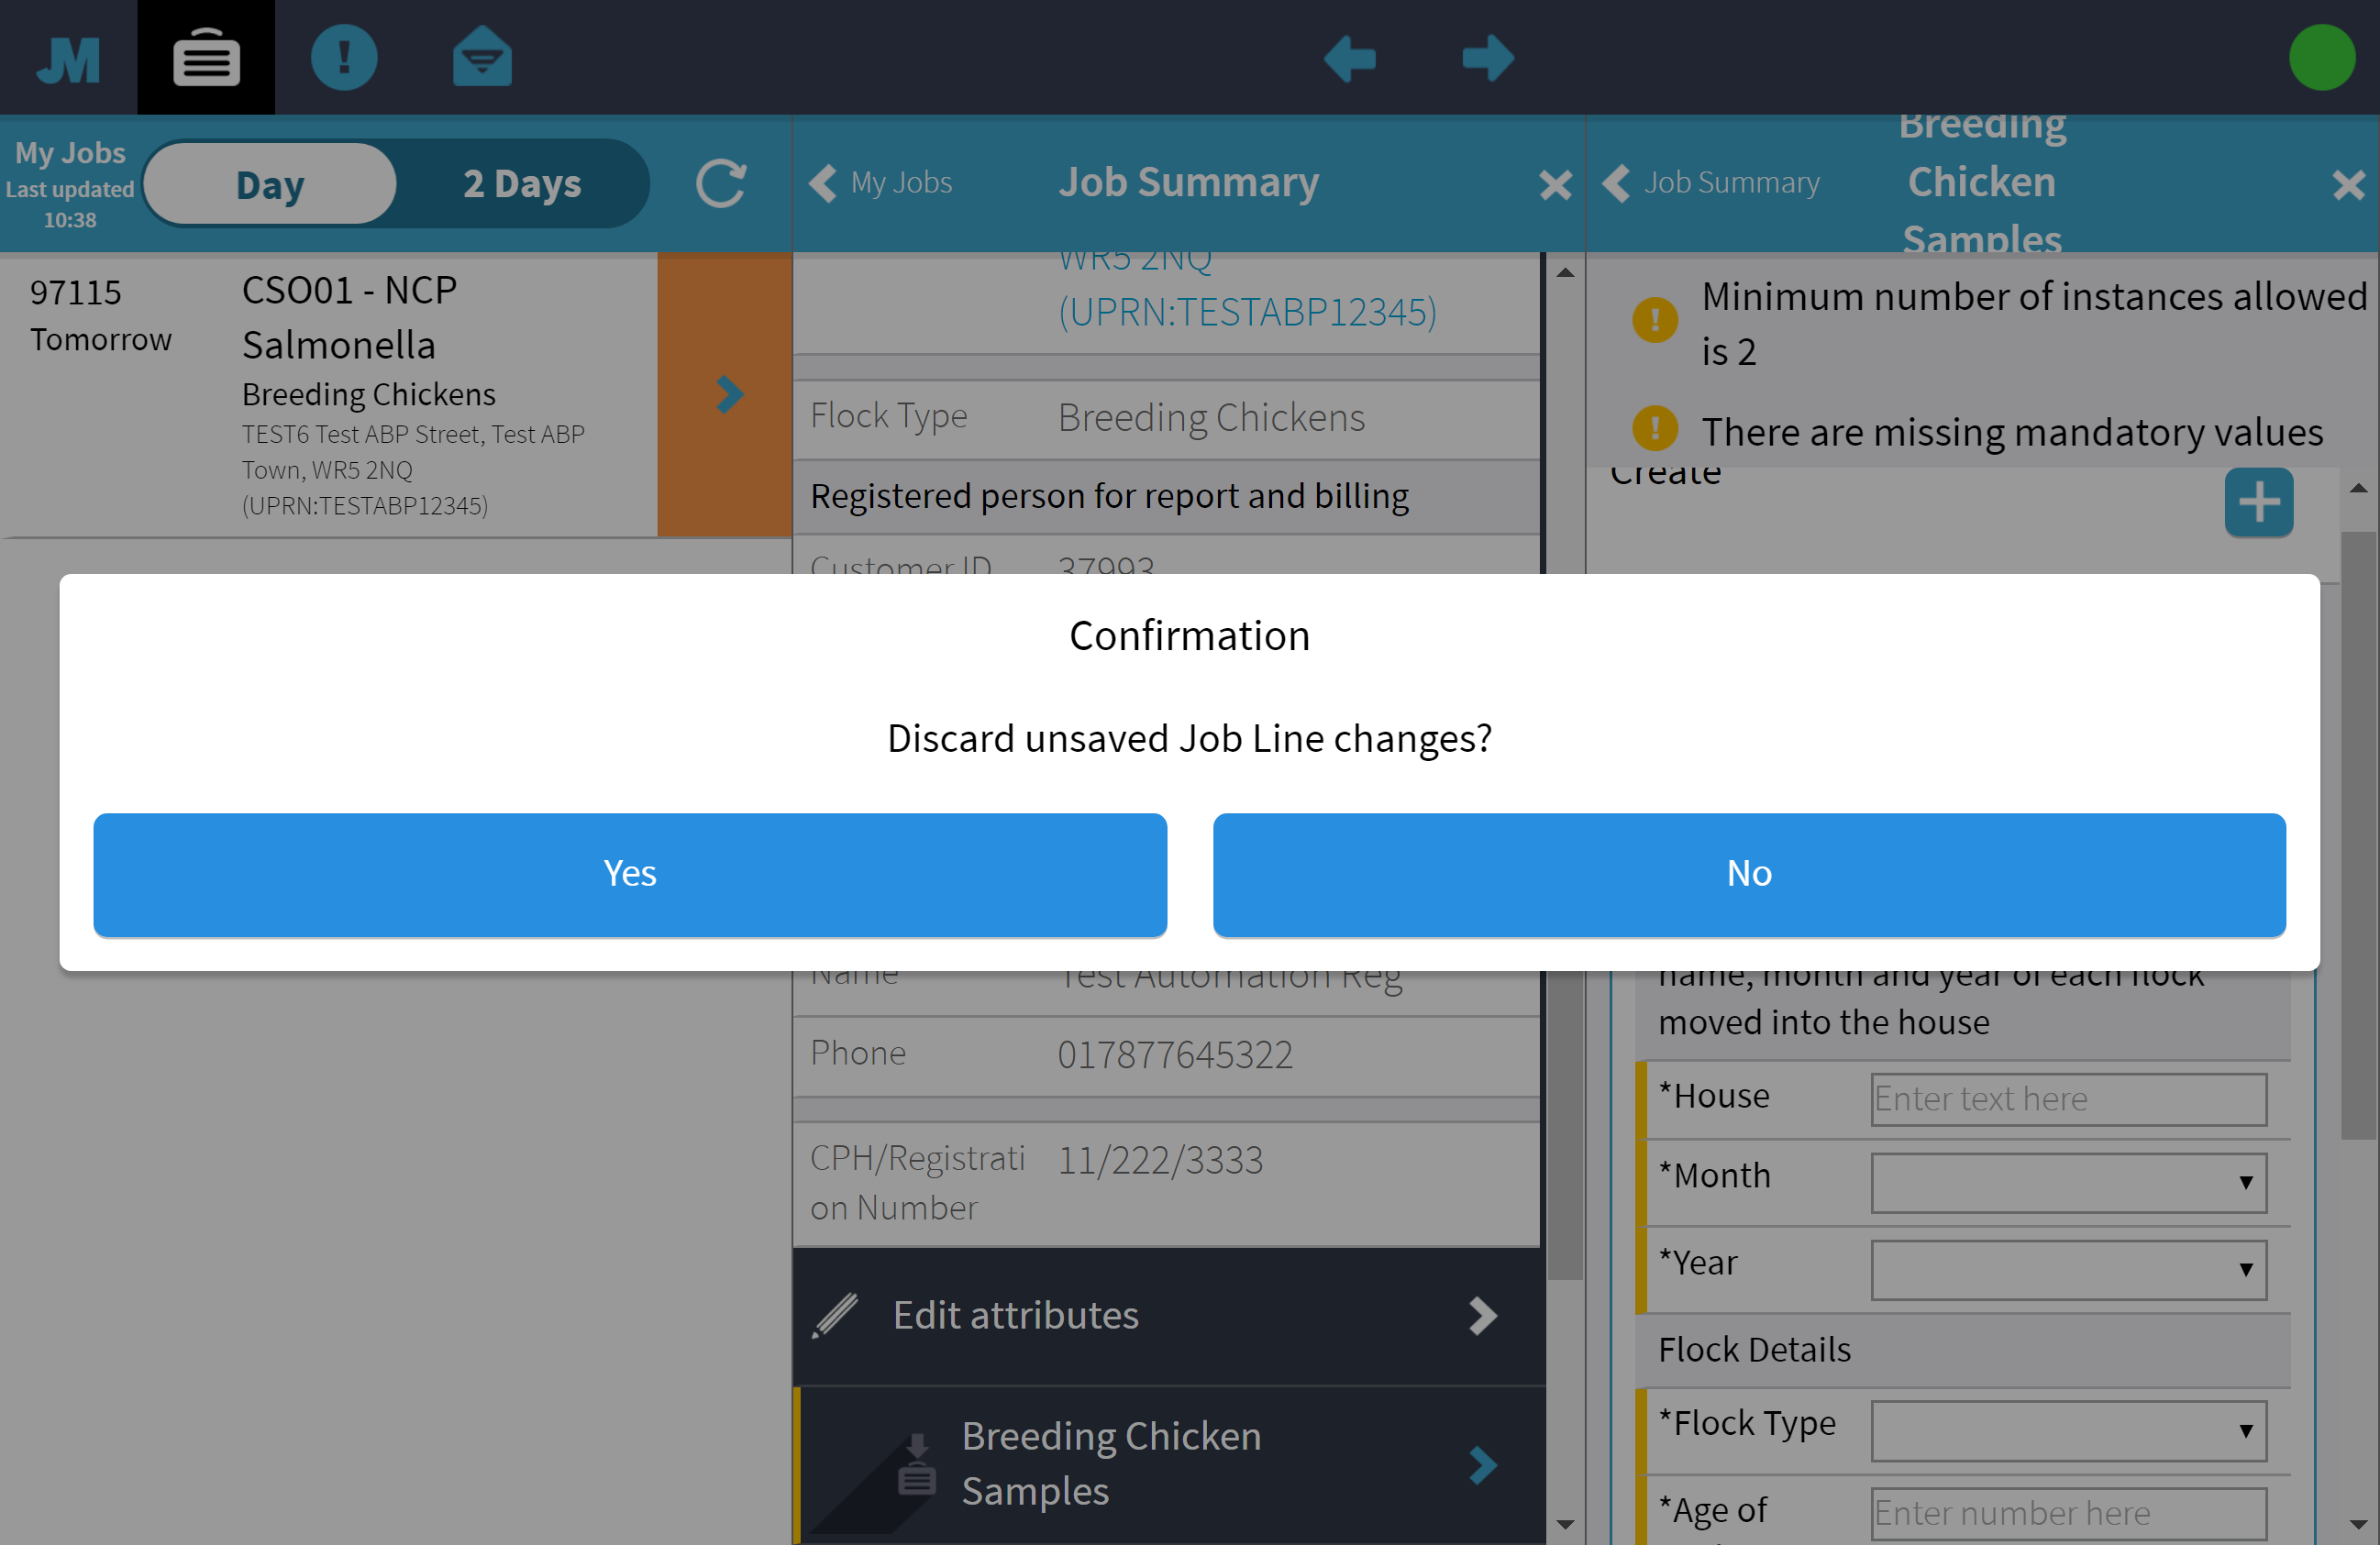 JM
My Jobs
Last updated
10:38
Day
2 Days
My Jobs
Job Summary
Job Summary
Breeding
Chicken
Samples
97115
Tomorrow
CSO01 - NCP
Salmonella
Breeding Chickens
TEST6 Test ABP Street, Test ABP
Town, WR5 2NQ
(UPRN:TESTABP12345)
WR5 2NQ
(UPRN:TESTABP12345)
Flock Type
Breeding Chickens
Registered person for report and billing
Customer ID
37993
Minimum number of instances allowed
is 2
There are missing mandatory values
Create
Confirmation
Discard unsaved Job Line changes?
Yes
No
Name
Test Automation Reg
Phone
017877645322
CPH/Registrati
on Number
11/222/3333
Edit attributes
Breeding Chicken
Samples
name, month and year of each flock
moved into the house
*House
Enter text here
*Month
*Year
Flock Details
*Flock Type
*Age of
Enter number here